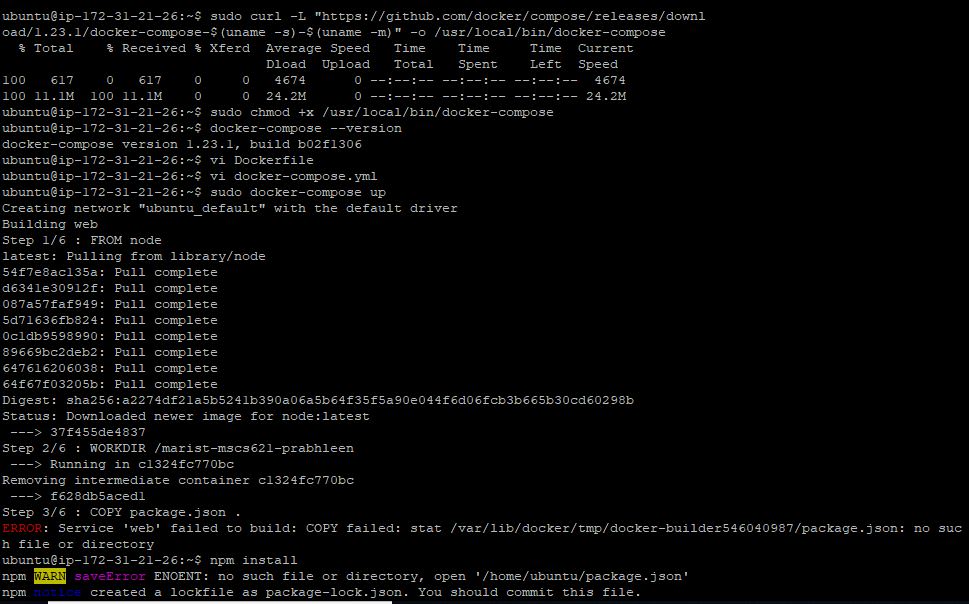 ubuntu@ip-172-31-21-26:~$ sudo curl -L "https://github.com/docker/compose/releases/downl
oad/1.23.1/docker-compose-$(uname -s)-$(uname -m)" -o /usr/local/bin/docker-compose
  % Total    % Received % Xferd  Average Speed   Time    Time     Time  Current
                                 Dload  Upload   Total   Spent    Left  Speed
100   617    0   617    0     0   4674      0 --:--:-- --:--:-- --:--:--  4674
100 11.1M  100 11.1M    0     0  24.2M      0 --:--:-- --:--:-- --:--:-- 24.2M
ubuntu@ip-172-31-21-26:~$ sudo chmod +x /usr/local/bin/docker-compose
ubuntu@ip-172-31-21-26:~$ docker-compose --version
docker-compose version 1.23.1, build b02f1306
ubuntu@ip-172-31-21-26:~$ vi Dockerfile
ubuntu@ip-172-31-21-26:~$ vi docker-compose.yml
ubuntu@ip-172-31-21-26:~$ sudo docker-compose up
Creating network "ubuntu_default" with the default driver
Building web
Step 1/6 : FROM node
latest: Pulling from library/node
54f7e8ac135a: Pull complete
d6341e30912f: Pull complete
087a57faf949: Pull complete
5d71636fb824: Pull complete
0c1db9598990: Pull complete
89669bc2deb2: Pull complete
647616206038: Pull complete
64f67f03205b: Pull complete
Digest: sha256:a2274df21a5b5241b390a06a5b64f35f5a90e044f6d06fcb3b665b30cd60298b
Status: Downloaded newer image for node:latest
 ---> 37f455de4837
Step 2/6 : WORKDIR /marist-mscs621-prabhleen
 ---> Running in c1324fc770bc
Removing intermediate container c1324fc770bc
 ---> f628db5aced1
Step 3/6 : COPY package.json .
ERROR: Service 'web' failed to build: COPY failed: stat /var/lib/docker/tmp/docker-builder546040987/package.json: no suc
h file or directory
ubuntu@ip-172-31-21-26:~$ npm install
npm WARN saveError ENOENT: no such file or directory, open '/home/ubuntu/package.json'
npm notice created a lockfile as package-lock.json. You should commit this file.